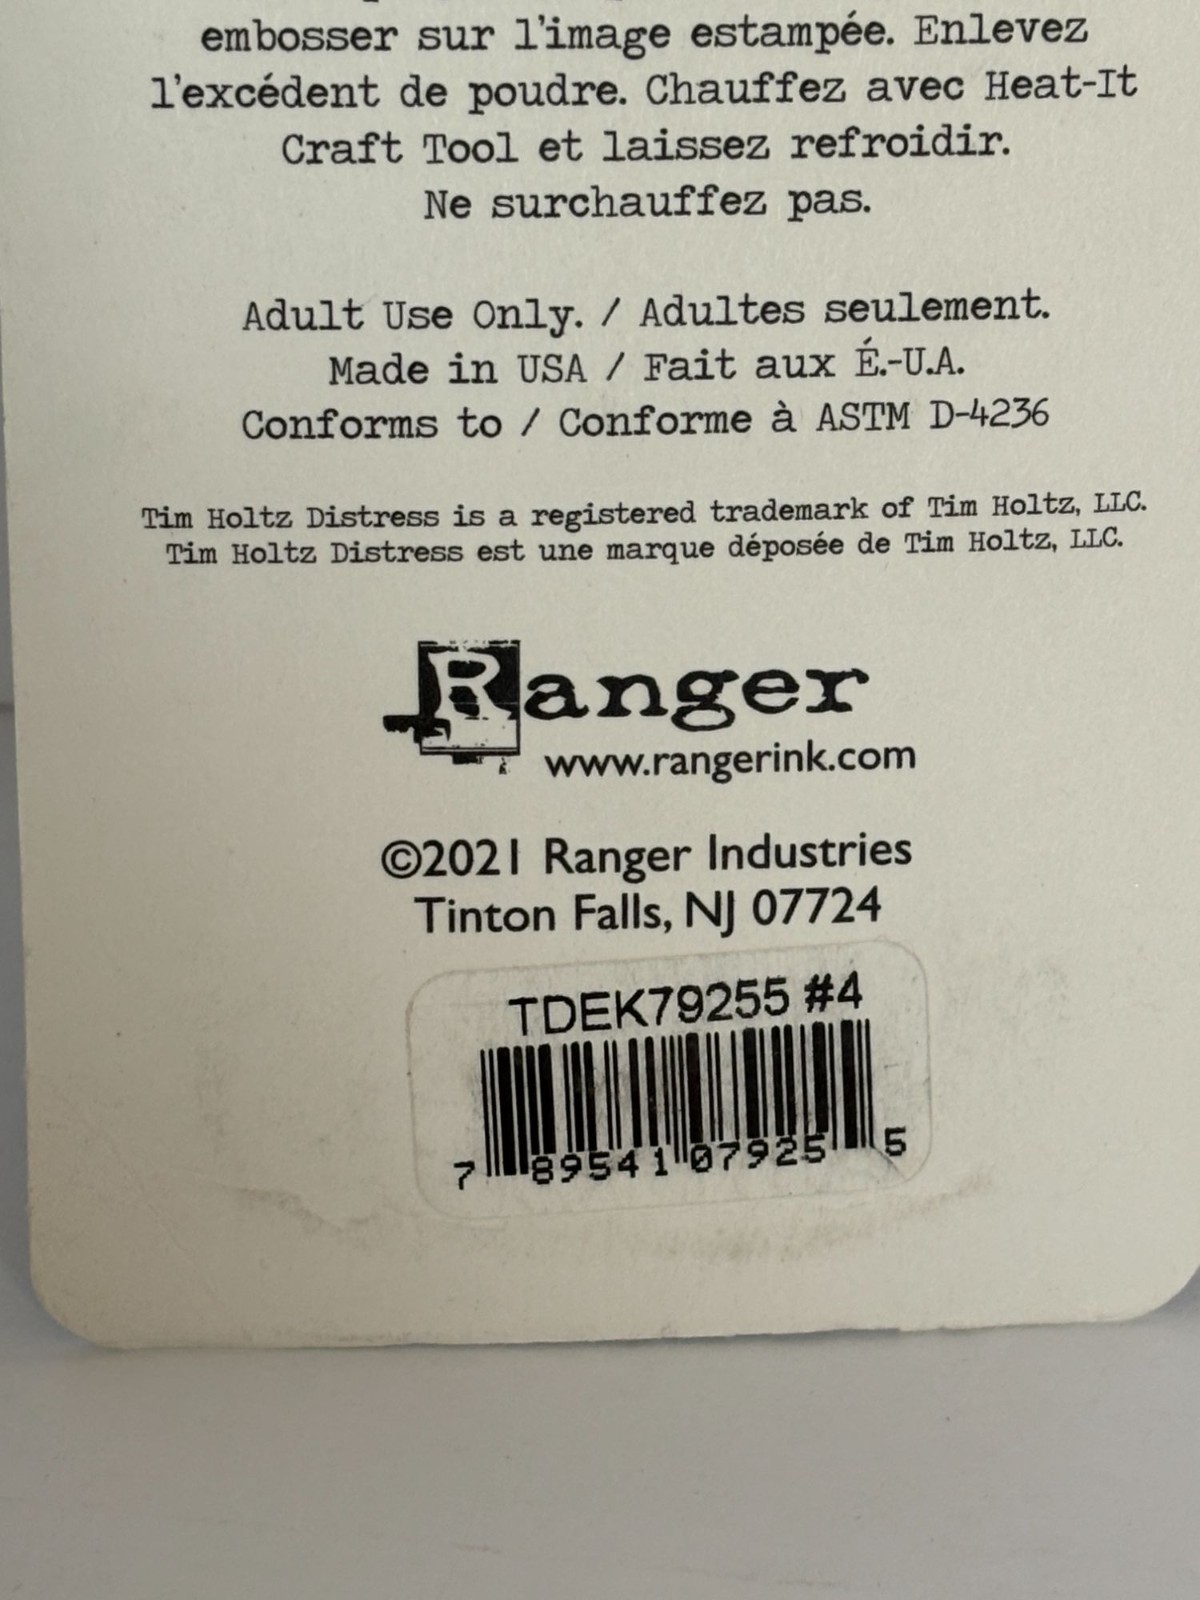 embosser sur l'image estampée. Enlevez
l'excédent de poudre. Chauffez avec Heat-It
Craft Tool et laissez refroidir.
Ne surchauffez pas.
Adult Use Only. / Adultes seulement.
Made in USA / Fait aux É.-U.A.
Conforms to / Conforme à ASTM D-4236
Tim Holtz Distress is a registered trademark of Tim Holtz, LLC.
Tim Holtz Distress est une marque déposée de Tim Holtz, LLC.
Ranger
www.rangerink.com
©2021 Ranger Industries
Tinton Falls, NJ 07724
TDEK79255 #4
7 89541 07925 5